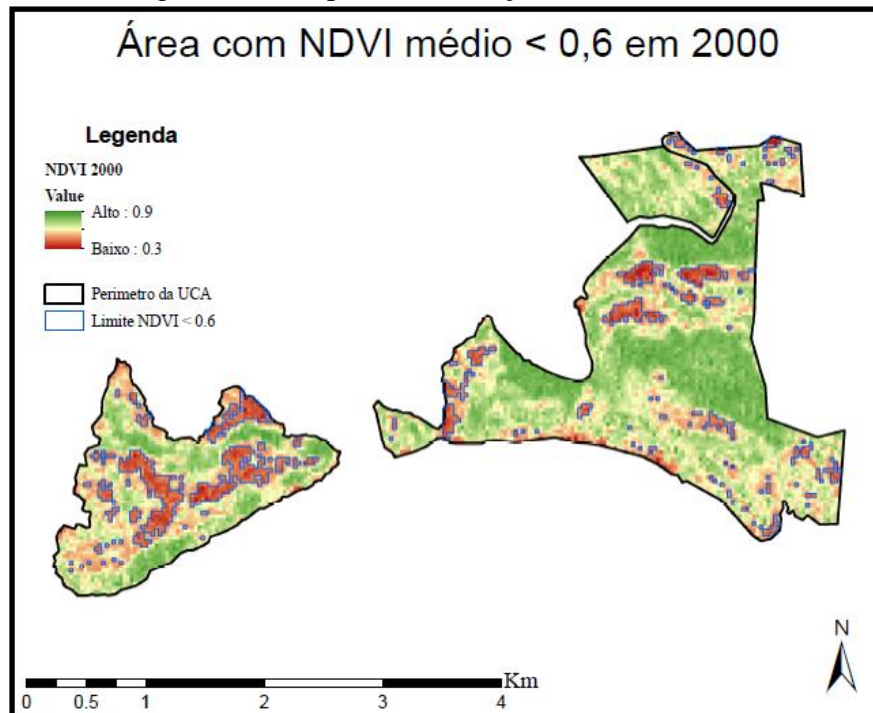 Área com NDVI médio < 0,6 em 2000
Legenda
NDVI 2000
Value
Alto : 0.9
Baixo : 0.3
Perimetro da UCA
Limite NDVI < 0.6
N
Km
0 0.5 1 2 3 4